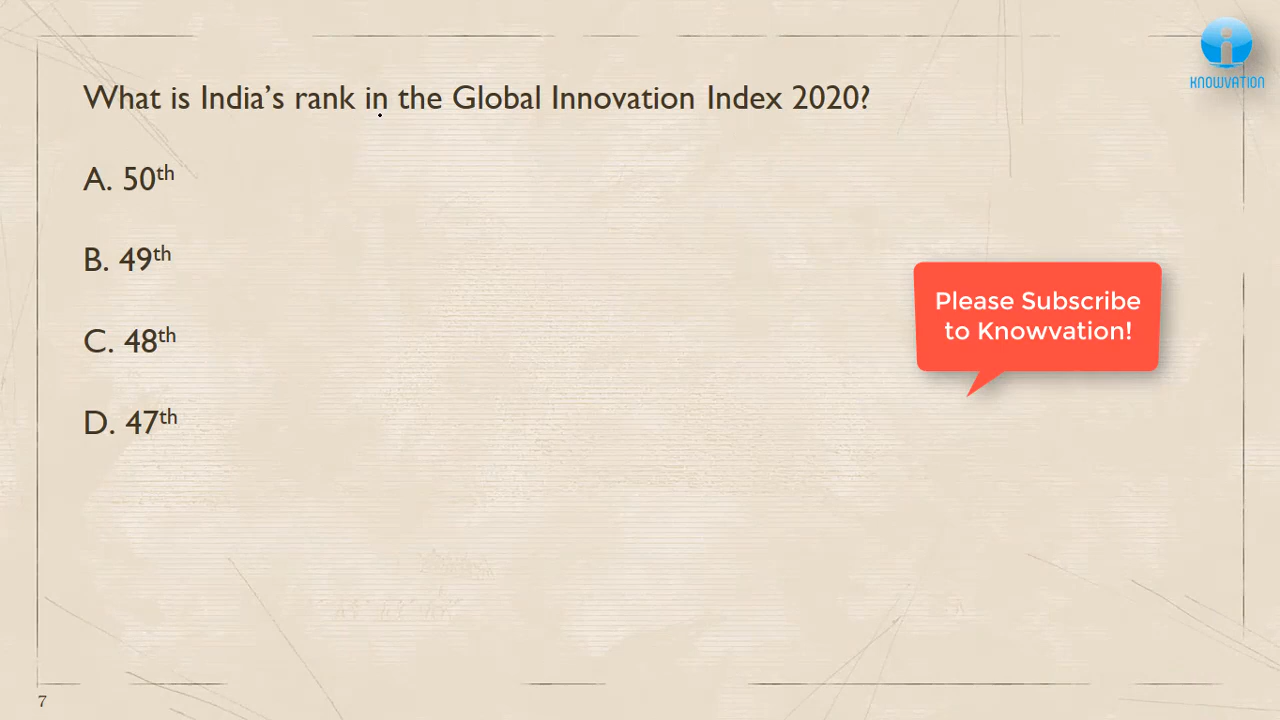 KNOWVATION
What is India’s rank in the Global Innovation Index 2020?
A. 50th
B. 49th
C. 48th
D. 47th
Please Subscribe
to Knowvation!
7